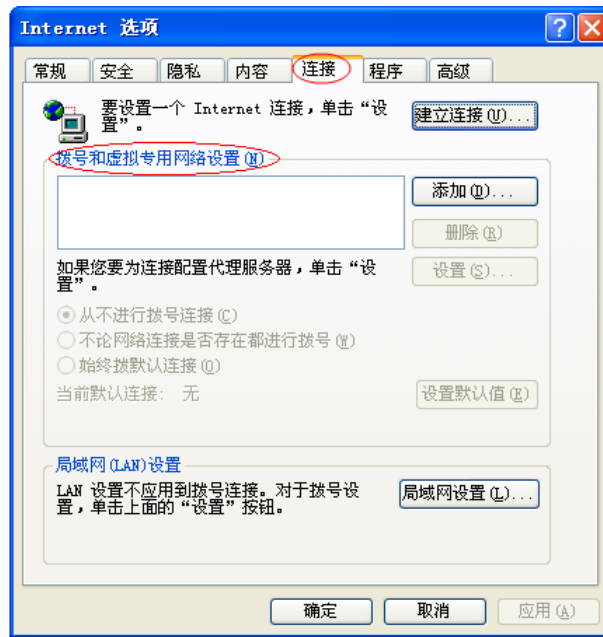 Internet 选项
常规 安全 隐私 内容 连接 程序 高级
要设置一个 Internet 连接，单击“设
置”。
建立连接(U)...
拨号和虚拟专用网络设置(N)
添加(D)...
删除(R)
如果您要为连接配置代理服务器，单击“设
置”。
设置(S)...
从不进行拨号连接(C)
不论网络连接是否存在都进行拨号(W)
始终拨默认连接(O)
当前默认连接： 无
设置默认值(E)
局域网(LAN)设置
LAN 设置不应用到拨号连接。对于拨号设
置，单击上面的“设置”按钮。
局域网设置(L)...
确定 取消 应用(A)